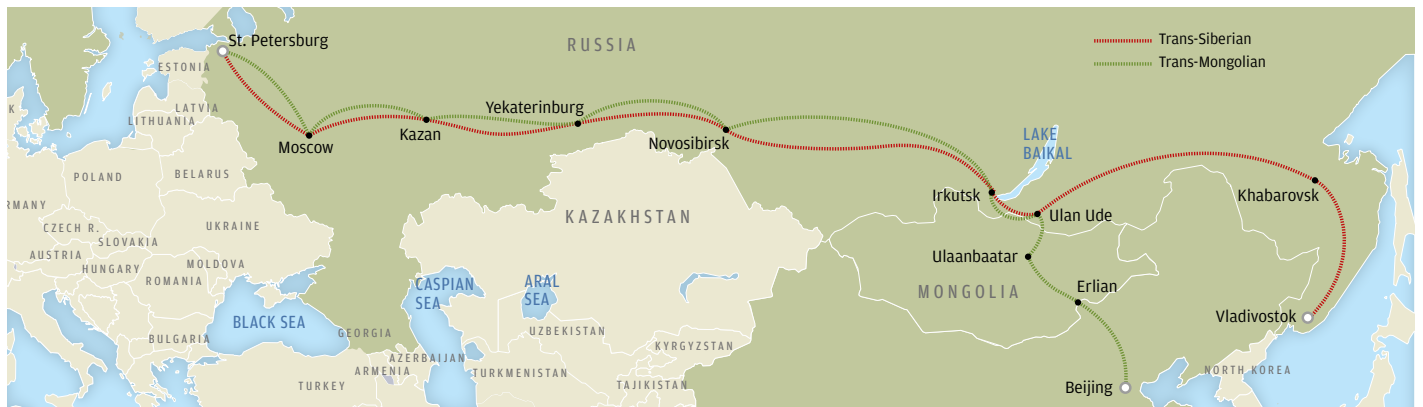 St. Petersburg
RUSSIA
Trans-Siberian
Trans-Mongolian
ESTONIA
LATVIA
LITHUANIA
K
Moscow
Kazan
Yekaterinburg
Novosibirsk
LAKE
BAIKAL
Irkutsk
Ulan Ude
Khabarovsk
POLAND
BELARUS
RMANY
CZECH R.
SLOVAKIA
UKRAINE
KAZAKHSTAN
AUSTRIA
HUNGARY
MOLDOVA
ROMANIA
Ulaanbaatar
MONGOLIA
Erlian
Vladivostok
CASPIAN
SEA
ARAL
SEA
BLACK SEA
GEORGIA
BULGARIA
UZBEKISTAN
KYRGYZSTAN
AZERBAIJAN
ARMENIA
TURKMENISTAN
TAJIKISTAN
TURKEY
NORTH KOREA
Beijing